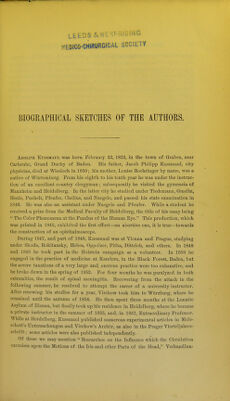 LEEDS & WEST-RIDING
MEDICO-CHIRURGICAL SOCIETY
BIOGRAPHICAL SKETCHES OF THE AUTHORS.
Adolph Kussmaul was born February 22, 1822, in the town of Graben, near
Carlsruhe, Grand Duchy of Baden. His father, Jacob Philipp Kussmaul, city
physician, died at Wiesloch in 1850; his mother, Louise Boehringer by name, was a
native of Würtemberg. From his eighth to his tenth year he was under the instruc-
tion of an excellent country clergyman; subsequently he visited the gymnasia of
Mannheim and Heidelberg. In the latter city he studied under Tiedemann, Gmelin,
Henle, Pachelt, Pfeufer, Chelius, and Naegele, and passed his state examination in
1846. He was also an assistant under Naegele and Pfeufer. While a student he
received a prize from the Medical Faculty of Heidelberg, the title of his essay being
"The Color Phenomena at the Fundus of the Human Eye." This production, which
was printed in 1845, exhibited the first effort—an abortive one, it is true—towards
the construction of an ophthalmoscope.
During 1847, and part of 1848, Kussmaul was at Vienna and Prague, studying
under Skoda, Rokitansky, Hebra, Oppolzer, Pitha, Dittrich, and others. In 1848
and 1849 he took part in the Holstein campaign as a volunteer. In 1850 he
engaged in the practice of medicine at Kandern, in the Black Forest, Baden, but
the severe exactions of a very large and onerous practice were too exhaustive, and
he broke down in the spring of 1853. For four months he was paralyzed in both
extremities, the result of spinal meningitis. Recovering from the attack in the
following summer, he resolved to attempt the career of a university instructor.
After renewing his studies for a year, Virchow took him to Würzburg, where he
remained until the autumn of 1854. He then spent three months at the Lunatic
Asylum of Illenau, but finally took up his residence in Heidelberg, where he became
a private instructor in the summer of 1855, and, in 1857, Extraordinary Professor.
While at Heidelberg, Kussmaul published numerous experimental articles in Mole-
schott's Untersuchungen and Virchow's Archiv, as also in the Prager Vierteljahrs-
schrift; some articles were also published independently.
Of these we may mention "Researches on the Influence which the Circulation
exercises upon the Motions of the Iris and other Parts of the Head," Verhandlun-